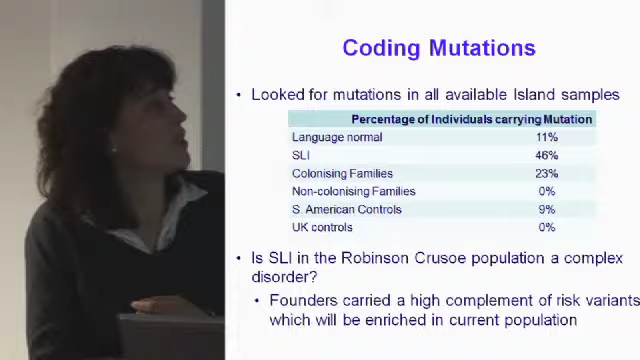 Coding Mutations
• Looked for mutations in all available Island samples
Percentage of Individuals carrying Mutation
Language normal 11%
SLI 46%
Colonising Families 23%
Non-colonising Families 0%
S. American Controls 9%
UK controls 0%
• Is SLI in the Robinson Crusoe population a complex
disorder?
• Founders carried a high complement of risk variants
which will be enriched in current population